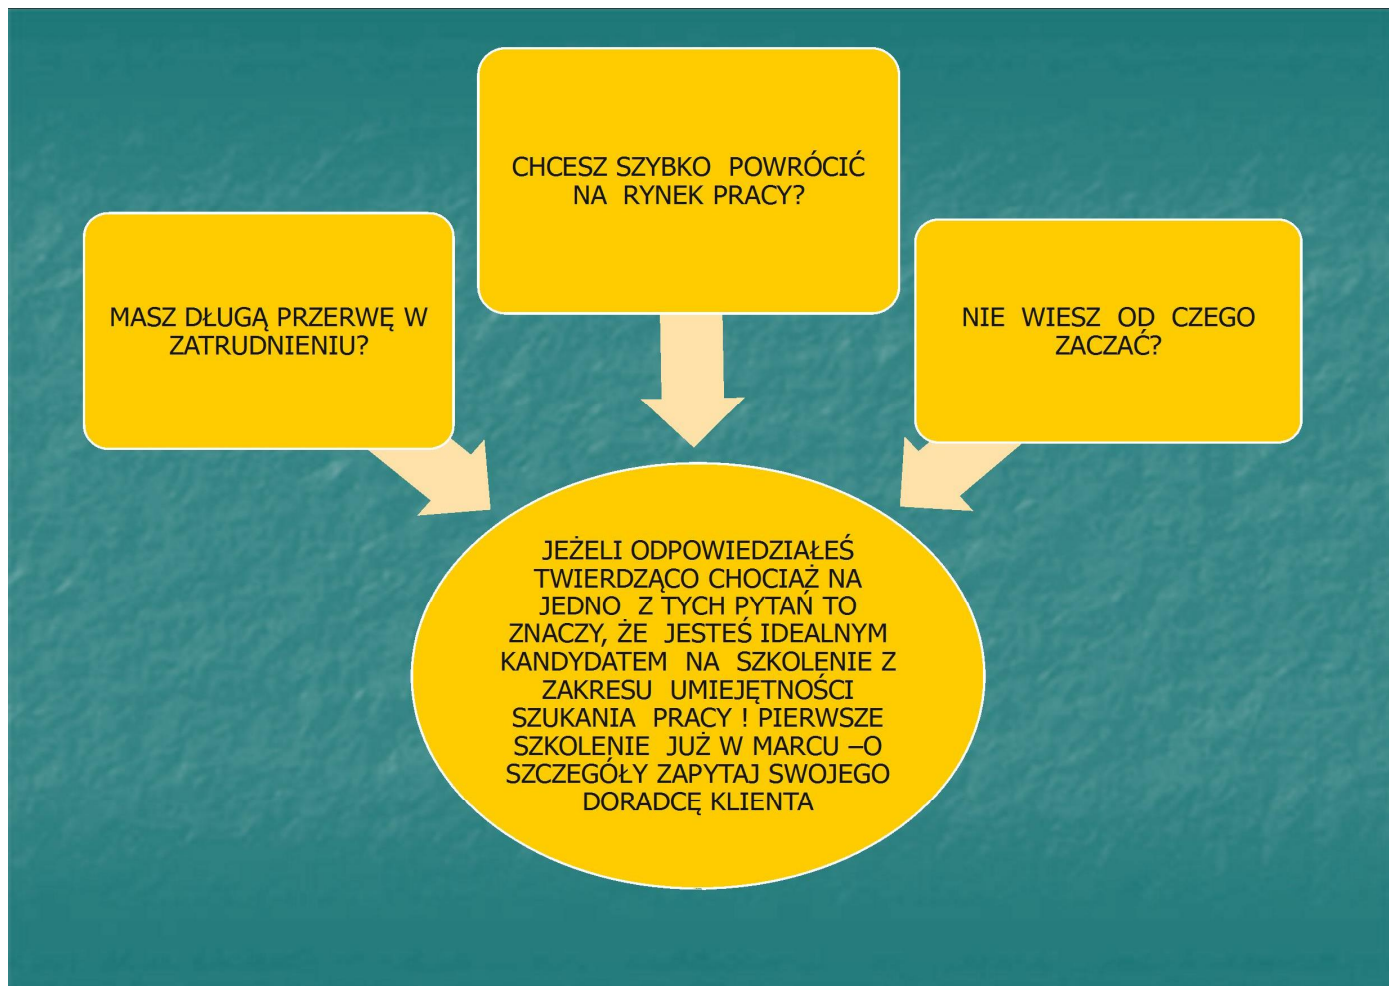 CHCESZ SZYBKO POWRÓCIĆ
NA RYNEK PRACY?
MASZ DŁUGĄ PRZERWĘ W
ZATRUDNIENIU?
NIE WIESZ OD CZEGO
ZACZAĆ?
JEŻELI ODPOWIEDZIAŁEŚ
TWIERDZĄCO CHOCIAŻ NA
JEDNO Z TYCH PYTAŃ TO
ZNACZY, ŻE JESTEŚ IDEALNYM
KANDYDATEM NA SZKOLENIE Z
ZAKRESU UMIEJĘTNOŚCI
SZUKANIA PRACY ! PIERWSZE
SZKOLENIE JUŻ W MARCU –O
SZCZEGÓŁY ZAPYTAJ SWOJEGO
DORADCĘ KLIENTA